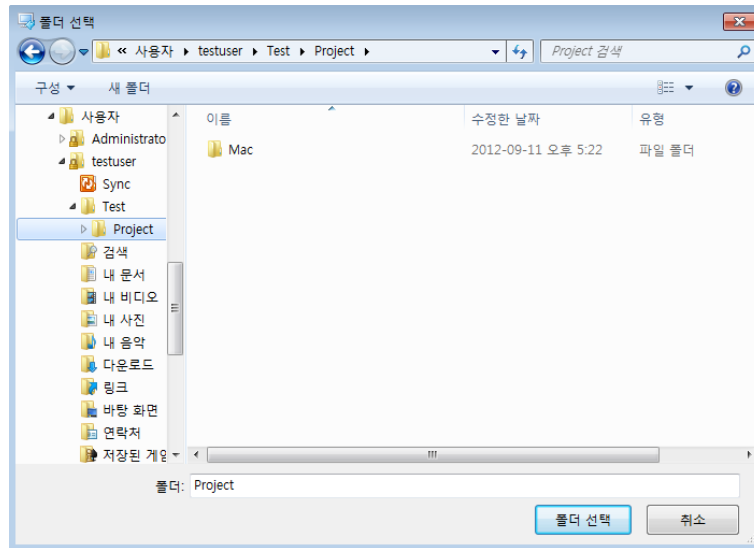 폴더 선택
« 사용자 ▸ testuser ▸ Test ▸ Project ▸
Project 검색
구성 ▼ 새 폴더
이름 수정한 날짜 유형
Mac 2012-09-11 오후 5:22 파일 폴더
사용자
Administrato
testuser
Sync
Test
Project
검색
내 문서
내 비디오
내 사진
내 음악
다운로드
링크
바탕 화면
연락처
저장된
폴더: Project
폴더 선택 취소